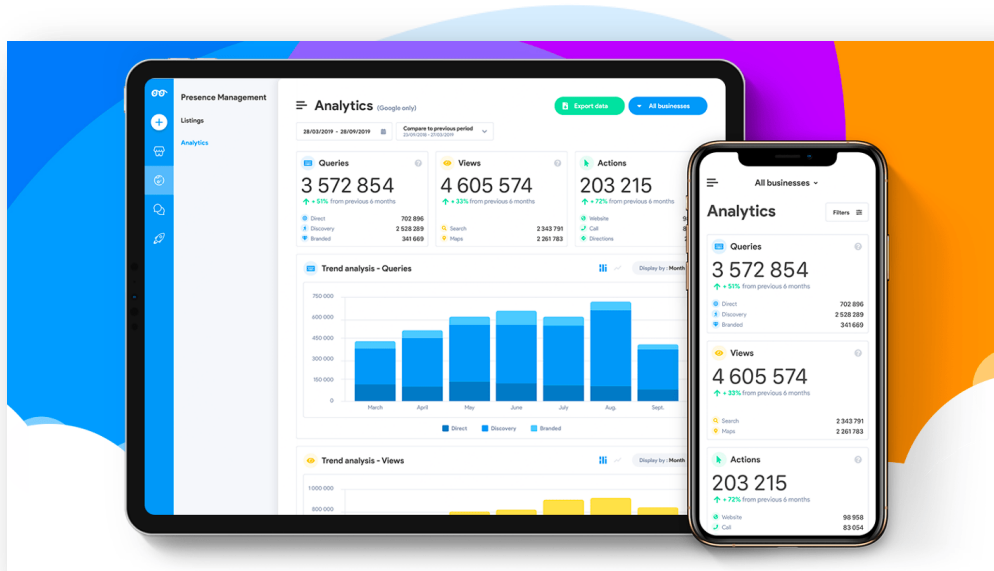 Presence Management
Listings
Analytics
Analytics (Google only)
Export data
All businesses
28/03/2019 - 28/09/2019
Compare to previous period
23/09/2018 - 27/03/2019
Queries
3 572 854
+ 51% from previous 6 months
Direct 702 896
Discovery 2 528 289
Branded 341 669
Views
4 605 574
+ 33% from previous 6 months
Search 2 343 791
Maps 2 261 783
Actions
203 215
+ 72% from previous 6 months
Website
Call
Directions
Trend analysis - Queries
Display by : Month
750 000
600 000
450 000
300 000
150 000
0
March April May June July Aug. Sept.
Direct Discovery Branded
Trend analysis - Views
Display by : Month
1 000 000
800 000
All businesses
Analytics
Filters
Queries
3 572 854
+ 51% from previous 6 months
Direct 702 896
Discovery 2 528 289
Branded 341 669
Views
4 605 574
+ 33% from previous 6 months
Search 2 343 791
Maps 2 261 783
Actions
203 215
+ 72% from previous 6 months
Website 98 958
Call 83 054